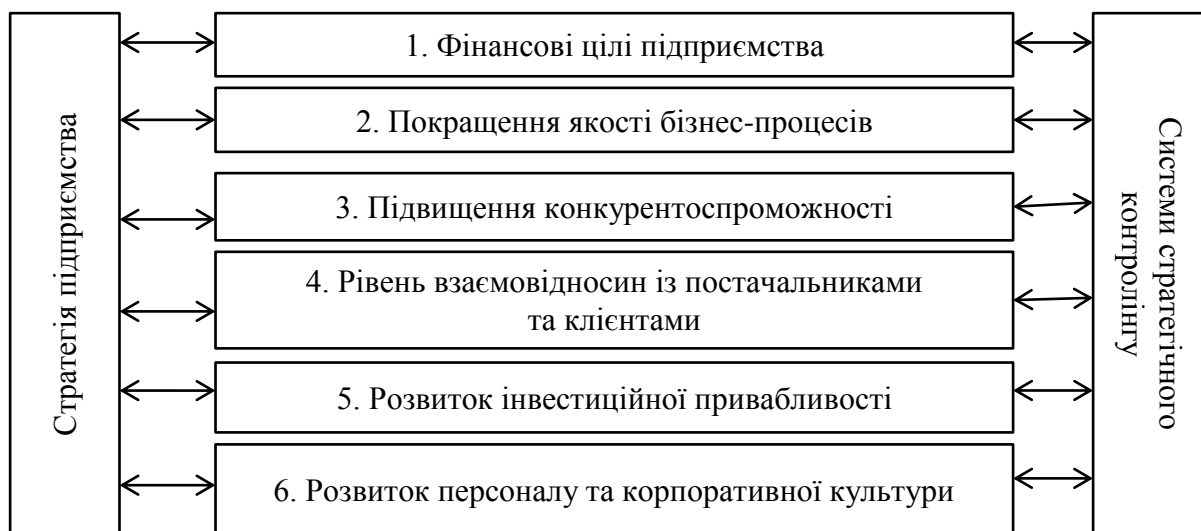 Стратегія підприємства
1. Фінансові цілі підприємства
2. Покращення якості бізнес-процесів
3. Підвищення конкурентоспроможності
4. Рівень взаємовідносин із постачальниками
та клієнтами
5. Розвиток інвестиційної привабливості
6. Розвиток персоналу та корпоративної культури
Системи стратегічного
контролінгу